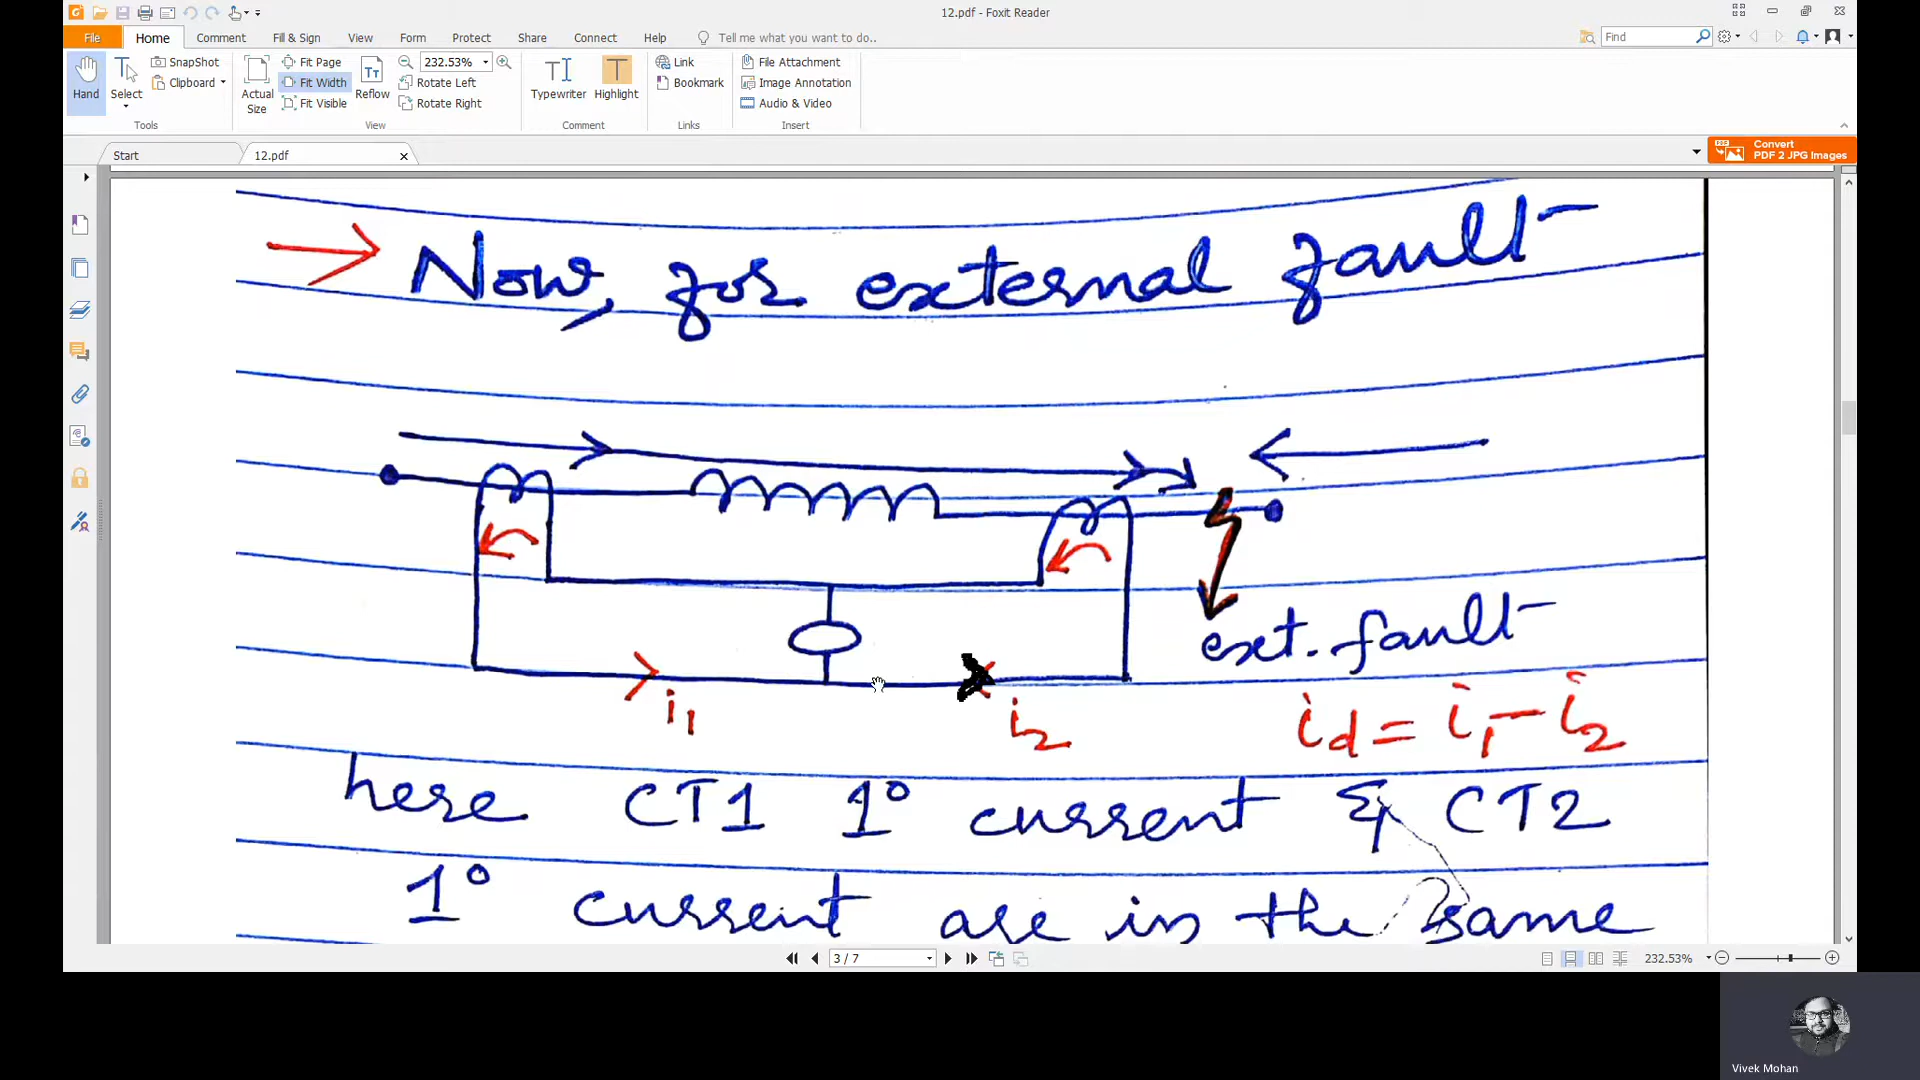 12.pdf - Foxit Reader
File Home Comment Fill & Sign View Form Protect Share Connect Help Tell me what you want to do.. Find
Hand
Select
SnapShot
Clipboard
Tools
Actual Size
Fit Page
Fit Width
Fit Visible
Reflow
232.53%
Rotate Left
Rotate Right
View
Typewriter
Highlight
Comment
Link
Bookmark
Links
File Attachment
Image Annotation
Audio & Video
Insert
Start 12.pdf
Convert
PDF 2 JPG Images
Now, for external fault
ext. fault
i1 i2 id = i1 - i2
here CT1 1° current & CT2
1° current are in the same
3 / 7 232.53%
Vivek Mohan